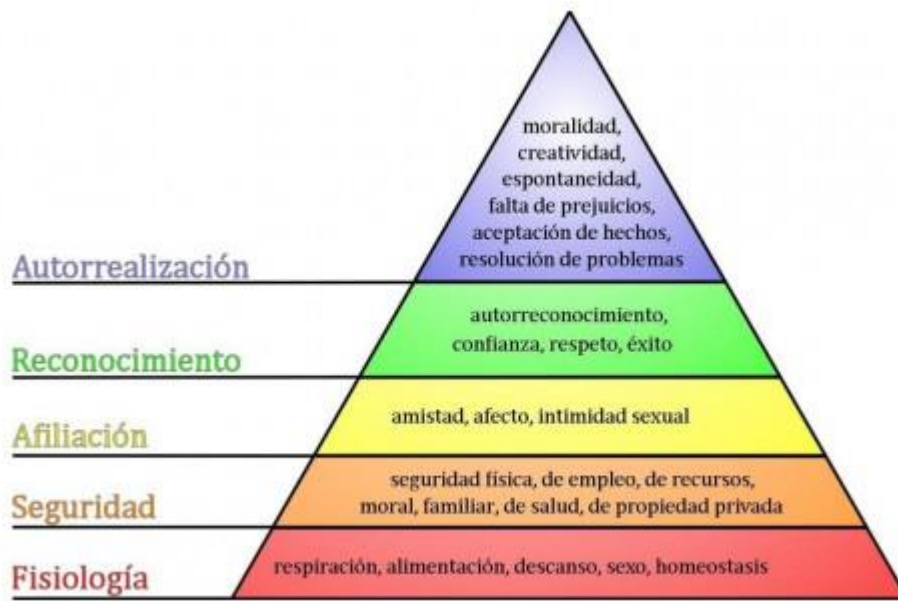 moralidad,
creatividad,
espontaneidad,
falta de prejuicios,
aceptación de hechos,
resolución de problemas
Autorrealización
autorreconocimiento,
confianza, respeto, éxito
Reconocimiento
amistad, afecto, intimidad sexual
Afiliación
seguridad física, de empleo, de recursos,
moral, familiar, de salud, de propiedad privada
Seguridad
respiración, alimentación, descanso, sexo, homeostasis
Fisiología